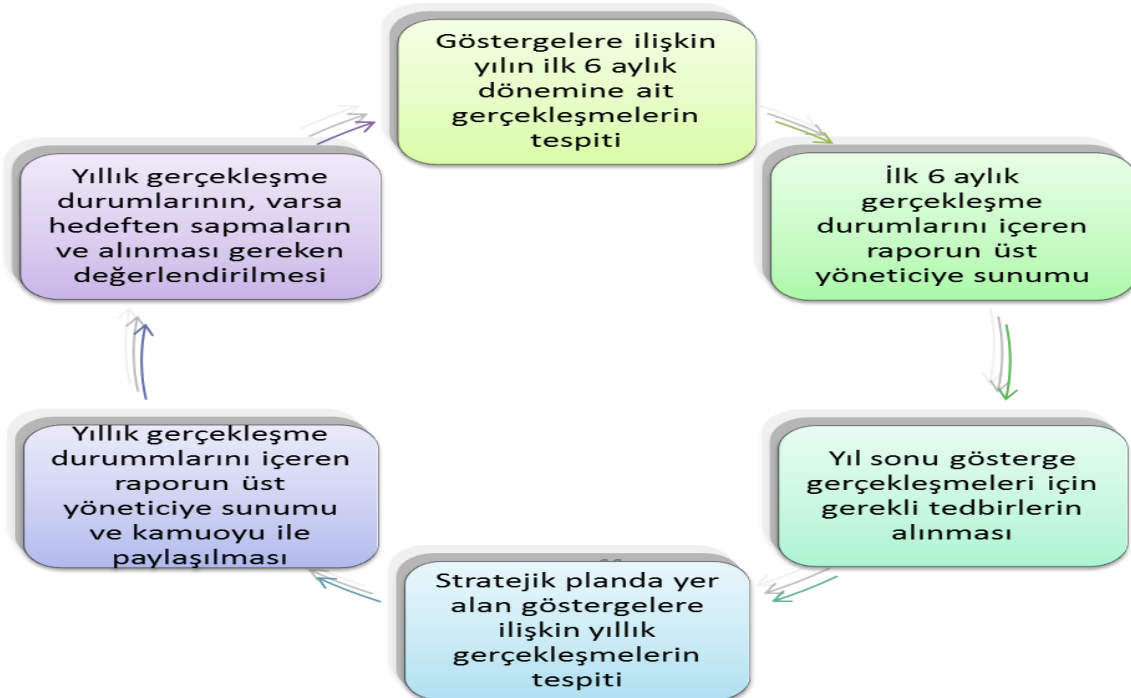 Göstergelere ilişkin
yılın ilk 6 aylık
dönemine ait
gerçekleşmelerin
tespiti
İlk 6 aylık
gerçekleşme
durumlarını içeren
raporun üst
yöneticiye sunumu
Yıl sonu gösterge
gerçekleşmeleri için
gerekli tedbirlerin
alınması
Stratejik planda yer
alan göstergelere
ilişkin yıllık
gerçekleşmelerin
tespiti
Yıllık gerçekleşme
durummlarını içeren
raporun üst
yöneticiye sunumu
ve kamuoyu ile
paylaşılması
Yıllık gerçekleşme
durumlarının, varsa
hedeften sapmaların
ve alınması gereken
değerlendirilmesi